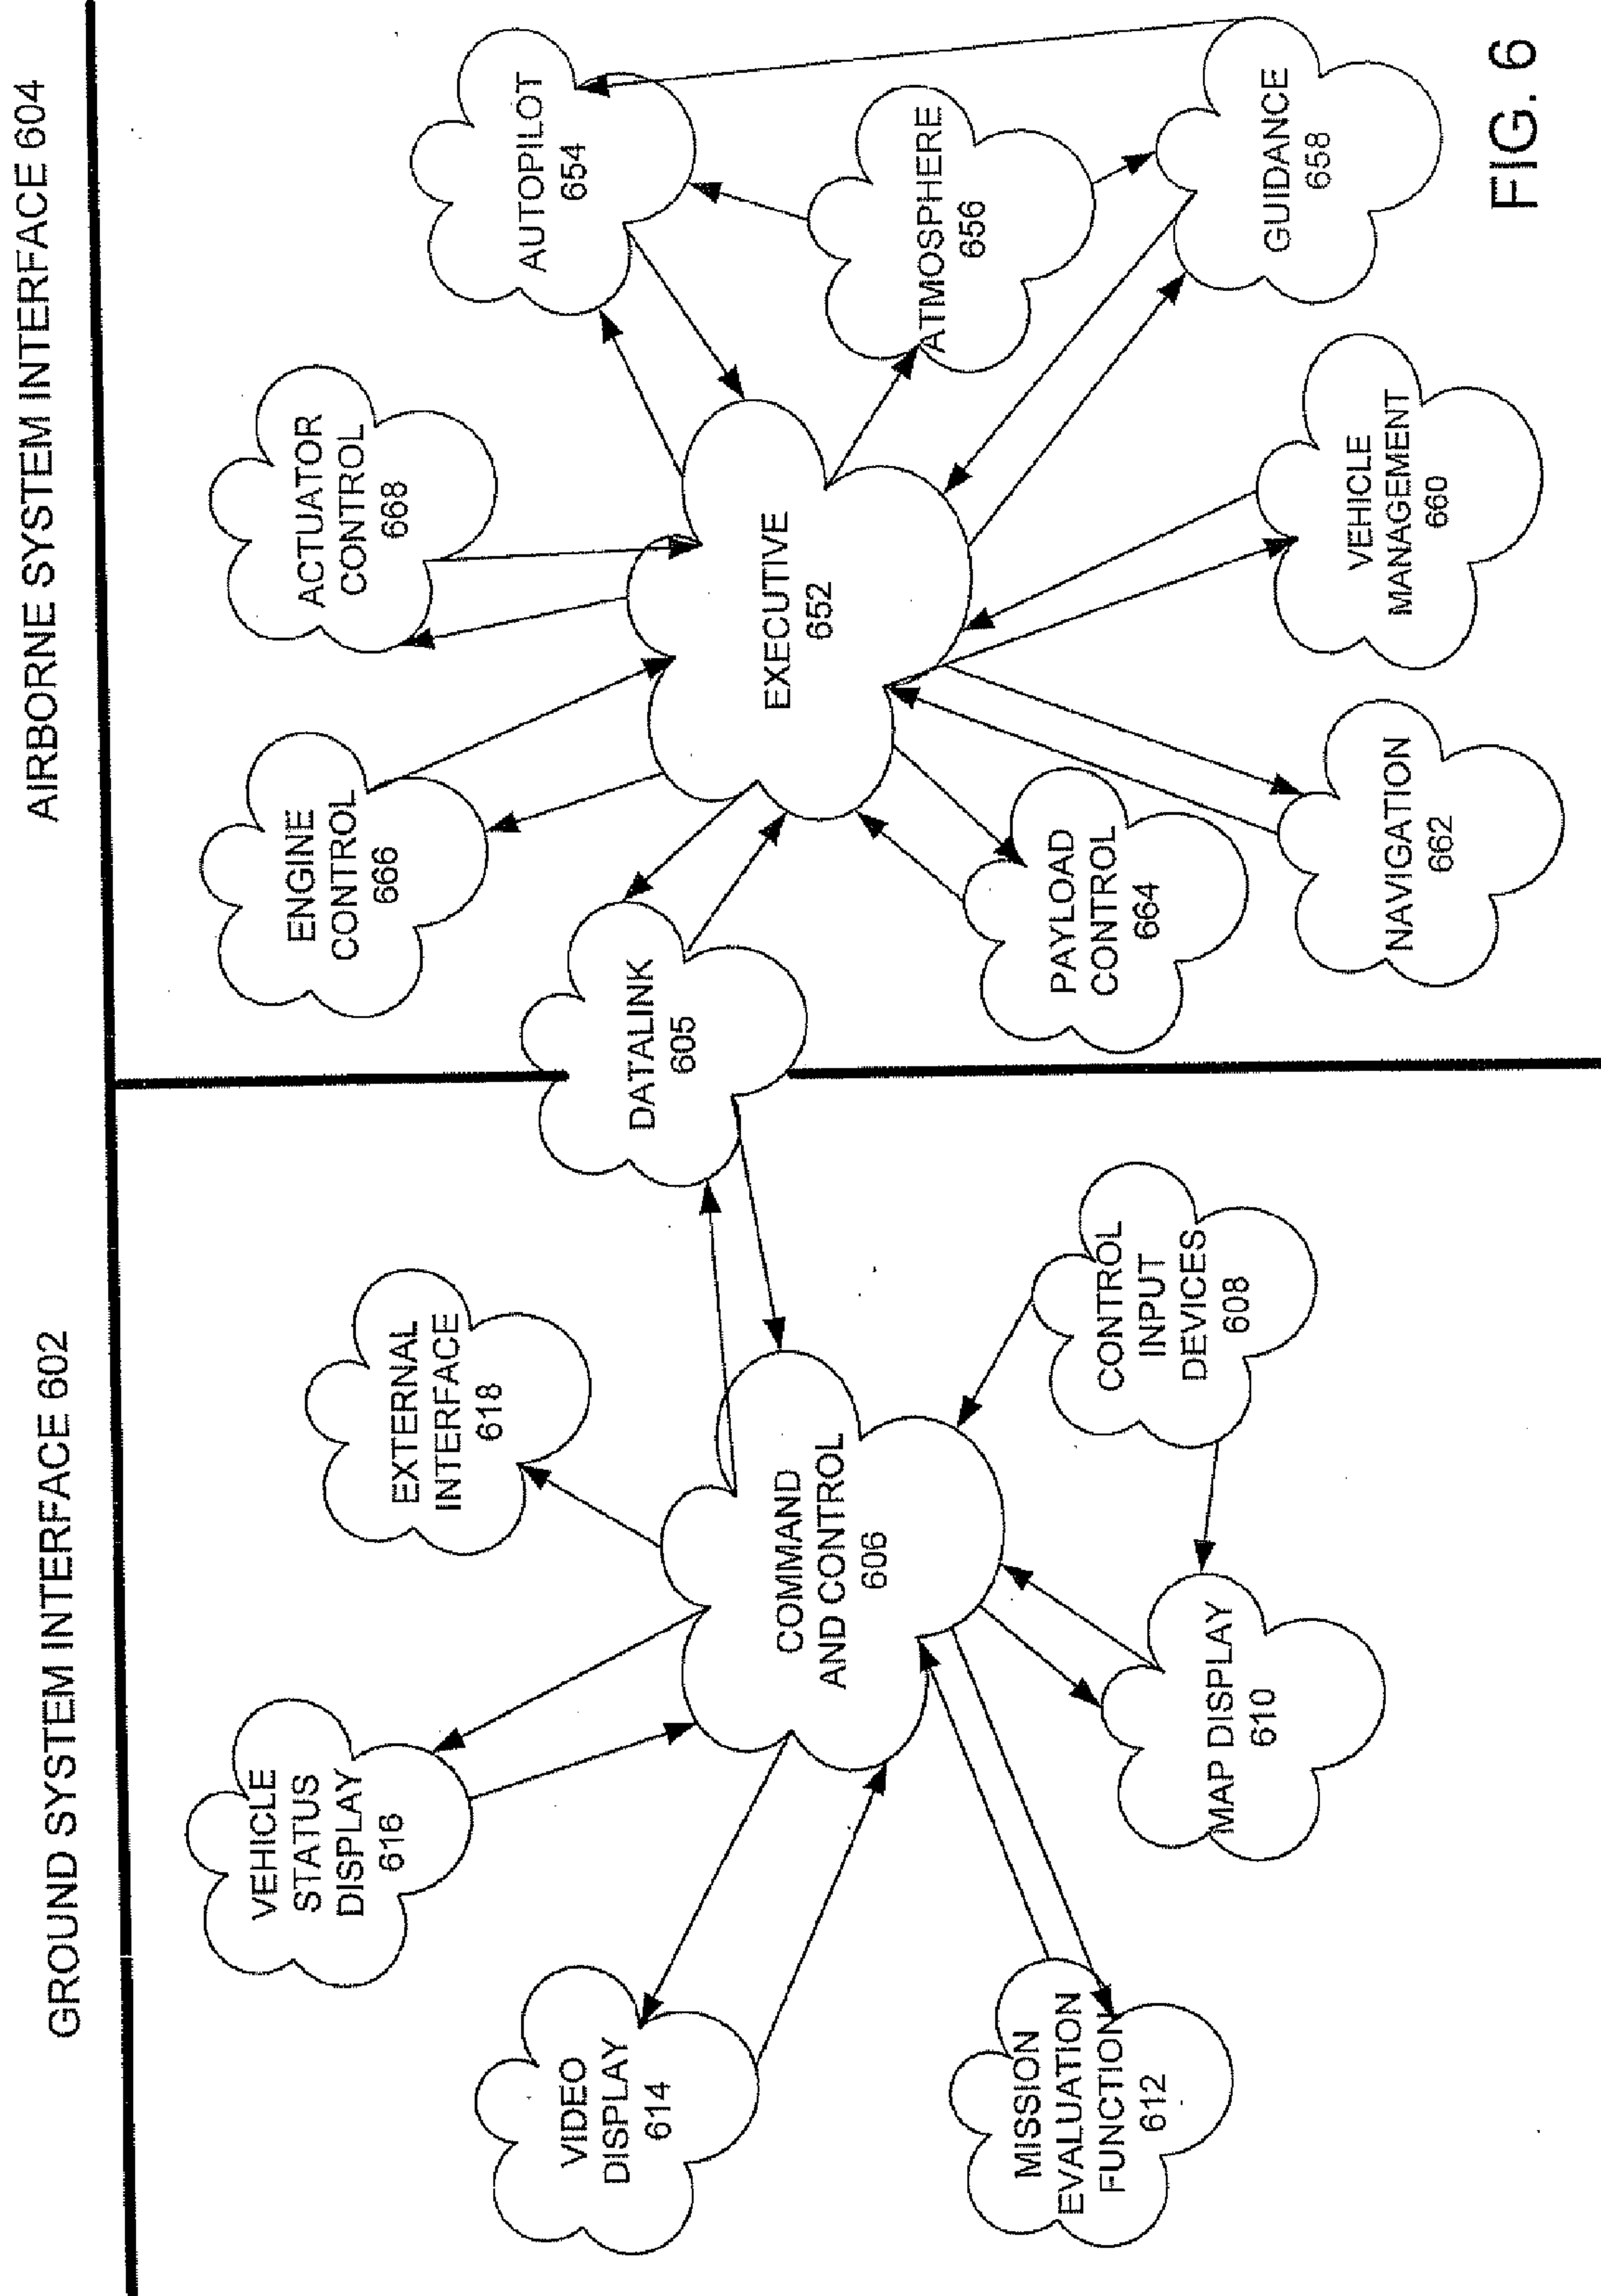 GROUND SYSTEM INTERFACE 602
AIRBORNE SYSTEM INTERFACE 604
VEHICLE
STATUS
DISPLAY
616
EXTERNAL
INTERFACE
618
ENGINE
CONTROL
666
ACTUATOR
CONTROL
668
AUTOPILOT
654
VIDEO
DISPLAY
614
DATALINK
605
COMMAND
AND CONTROL
606
EXECUTIVE
652
ATMOSPHERE
656
MISSION
EVALUATION
FUNCTION
612
MAP DISPLAY
610
CONTROL
INPUT
DEVICES
608
PAYLOAD
CONTROL
664
NAVIGATION
662
VEHICLE
MANAGEMENT
660
GUIDANCE
658
FIG. 6